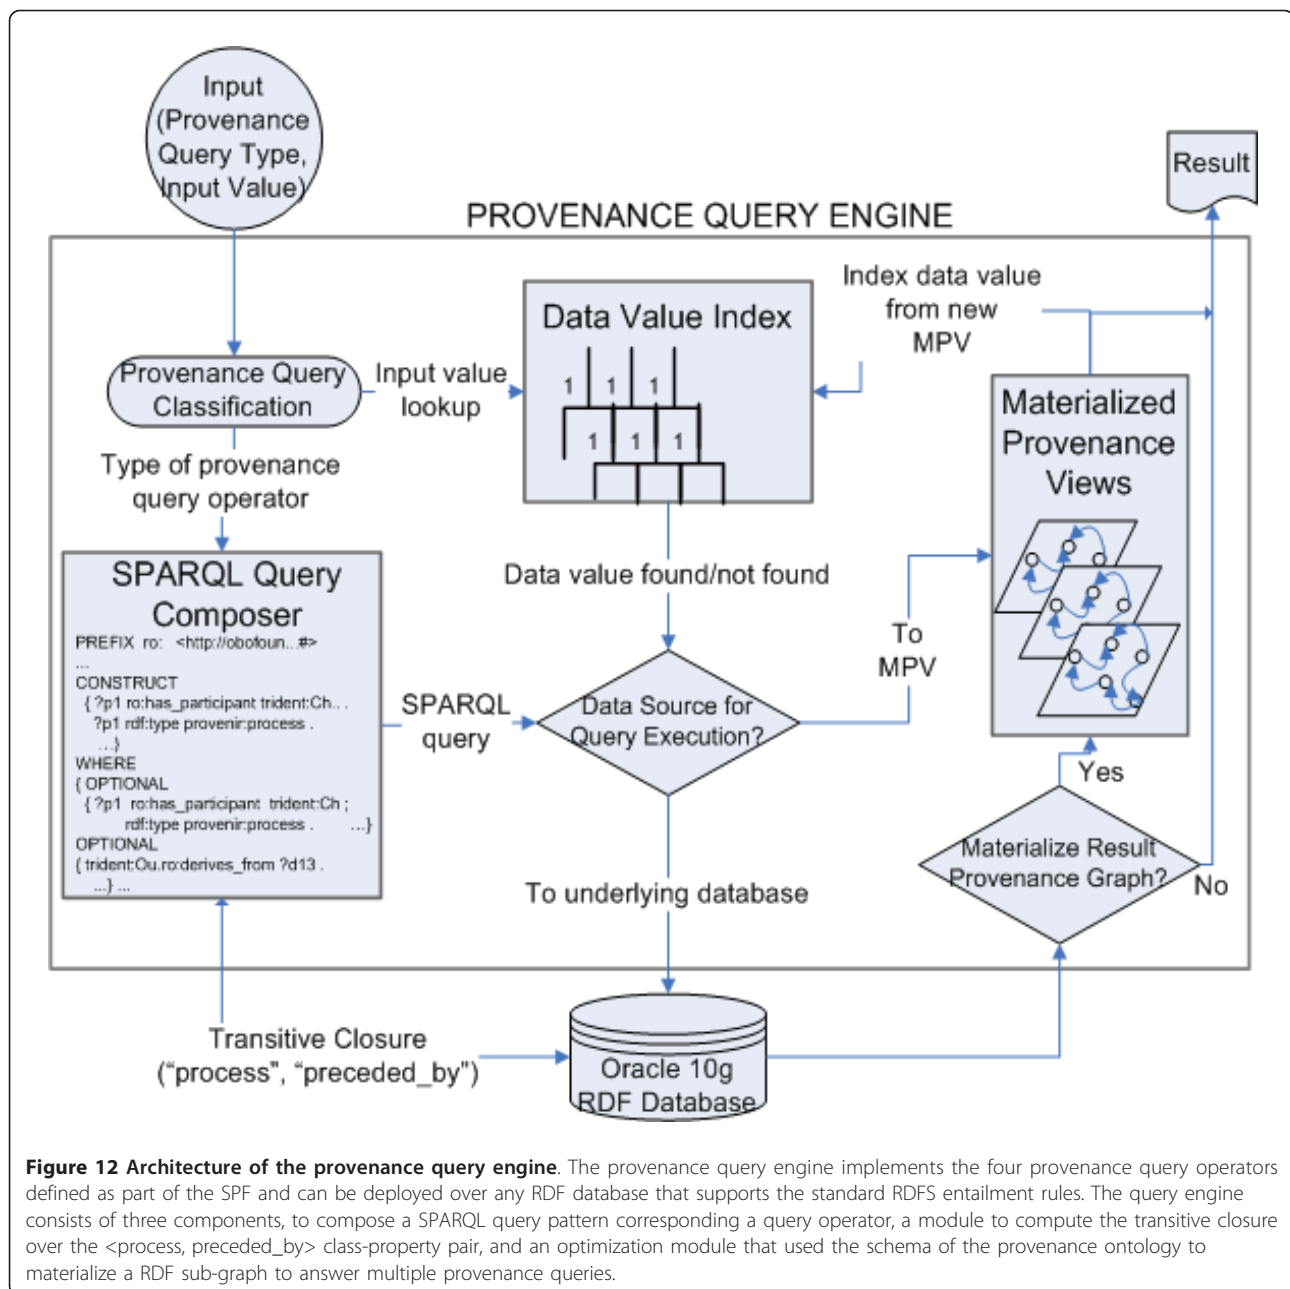 Input
(Provenance
Query Type,
Input Value)
Result
PROVENANCE QUERY ENGINE
Data Value Index
1 1 1
1 1 1
Index data value
from new
MPV
Provenance Query
Classification
Input value
lookup
Materialized
Provenance
Views
Type of provenance
query operator
SPARQL Query
Composer
PREFIX ro: <http://obofoun...#>
...
CONSTRUCT
{ ?p1 ro:has_participant trident:Ch.. .
?p1 rdf:type provenir:process .
...}
WHERE
{ OPTIONAL
{ ?p1 ro:has_participant trident:Ch ;
rdf:type provenir:process . ...}
OPTIONAL
{ trident:Ou.ro:derives_from ?d13 .
...} ...
Data value found/not found
To
MPV
SPARQL
query
Data Source for
Query Execution?
Yes
Materialize Result
Provenance Graph?
No
To underlying database
Transitive Closure
(“process", “preceded_by")
Oracle 10g
RDF Database
Figure 12 Architecture of the provenance query engine. The provenance query engine implements the four provenance query operators
defined as part of the SPF and can be deployed over any RDF database that supports the standard RDFS entailment rules. The query engine
consists of three components, to compose a SPARQL query pattern corresponding a query operator, a module to compute the transitive closure
over the <process, preceded_by> class-property pair, and an optimization module that used the schema of the provenance ontology to
materialize a RDF sub-graph to answer multiple provenance queries.